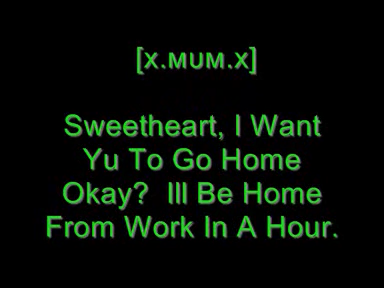 [x.мuм.x]
Sweetheart, I Want
Yu To Go Home
Okay?  Ill Be Home
From Work In A Hour.